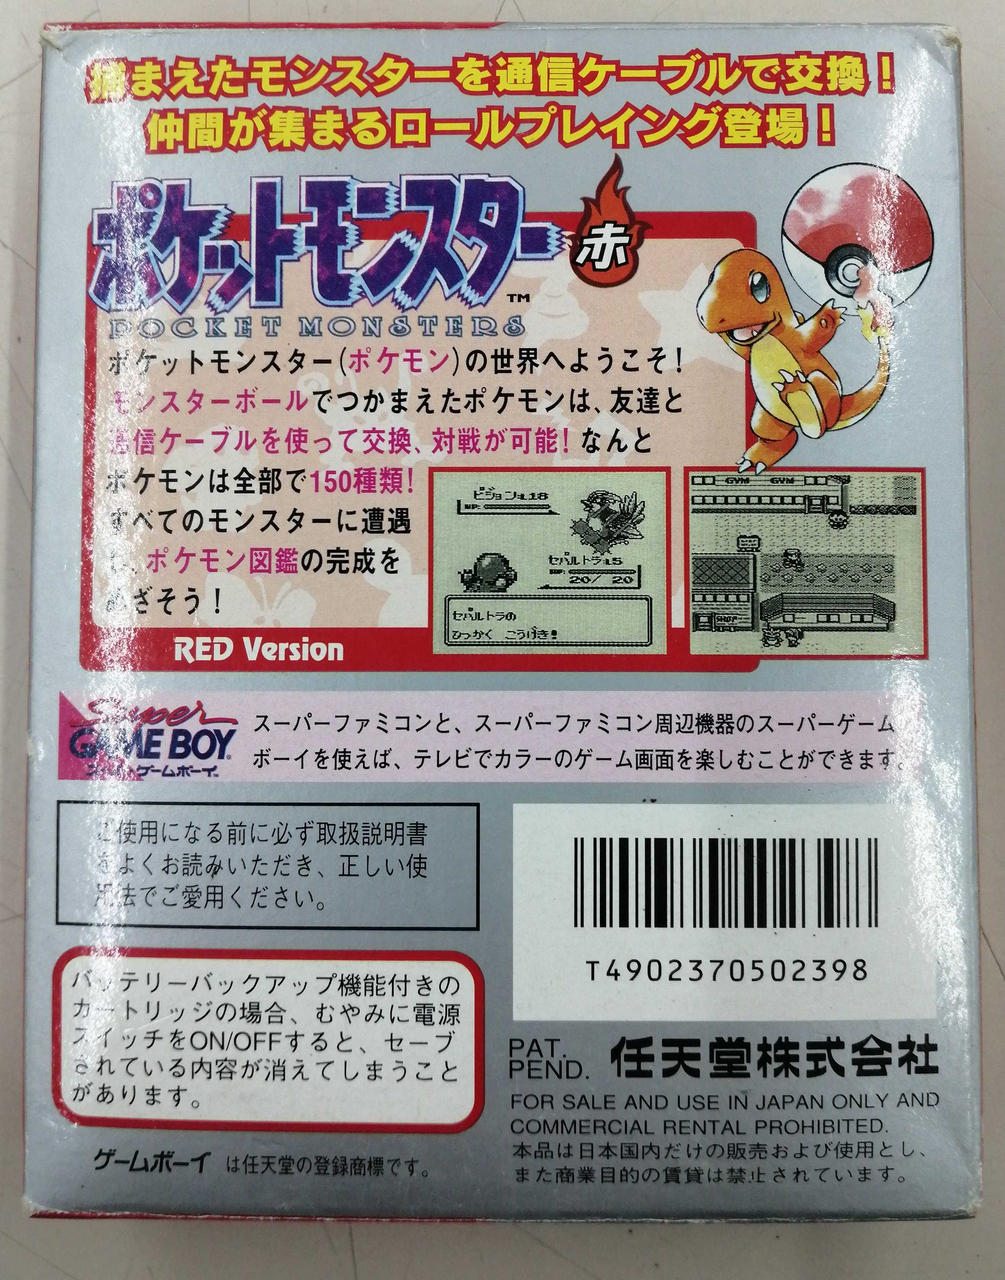 捕まえたモンスターを通信ケーブルで交換！
仲間が集まるロールプレイング登場！
ポケットモンスター 赤
TM
POCKET MONSTERS
ポケットモンスター(ポケモン)の世界へようこそ！
モンスターボールでつかまえたポケモンは、友達と
通信ケーブルを使って交換、対戦が可能！なんと
ポケモンは全部で150種類！
すべてのモンスターに遭遇
し、ポケモン図鑑の完成を
めざそう！
ピジョン:L18
HP:
ゼパルトラ:L5
HP:
20/ 20
ゼパルトラの
ひっかく こうげき!
GYM GYM
SHOP
RED Version
Super
GAME BOY
スーパーゲームボーイ
スーパーファミコンと、スーパーファミコン周辺機器のスーパーゲーム
ボーイを使えば、テレビでカラーのゲーム画面を楽しむことができます。
ご使用になる前に必ず取扱説明書
をよくお読みいただき、正しい使
用法でご愛用ください。
バッテリーバックアップ機能付きの
カートリッジの場合、むやみに電源
スイッチをON/OFFすると、セーブ
されている内容が消えてしまうこと
があります。
ゲームボーイ は任天堂の登録商標です。
T4902370502398
PAT.
PEND. 任天堂株式会社
FOR SALE AND USE IN JAPAN ONLY AND
COMMERCIAL RENTAL PROHIBITED.
本品は日本国内だけの販売および使用とし、
また商業目的の賃貸は禁止されています。